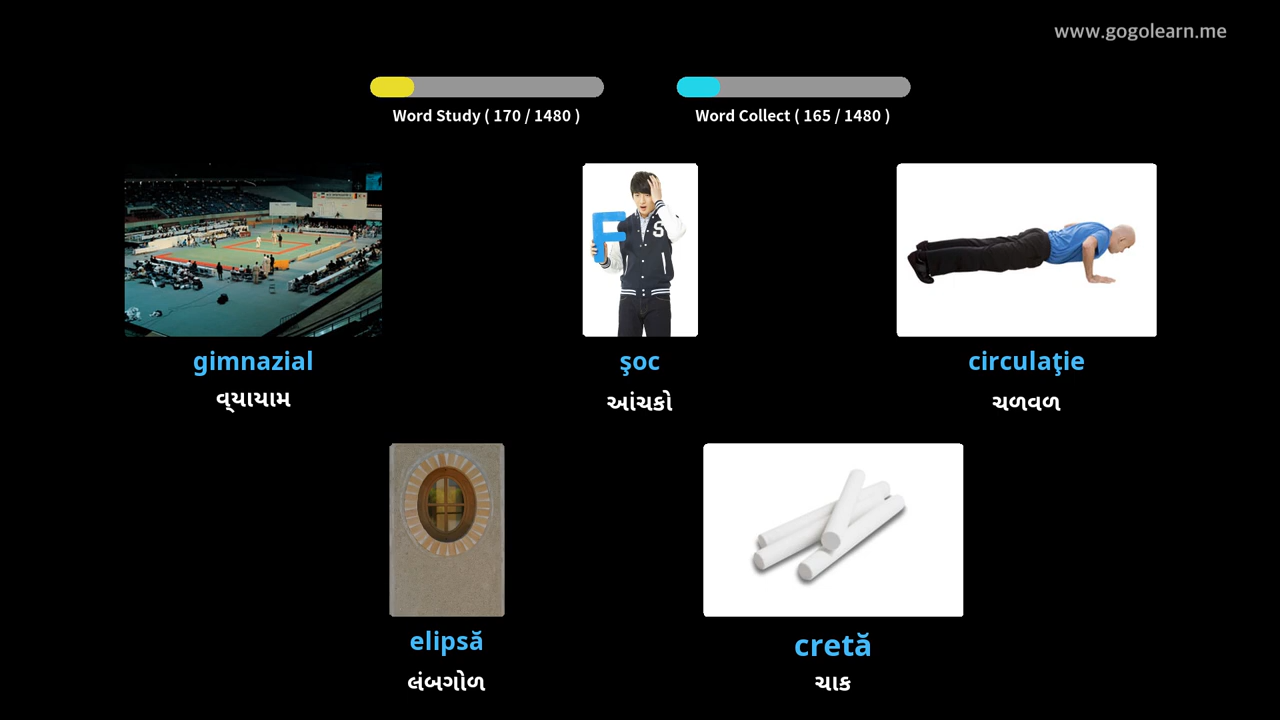 www.gogolearn.me
Word Study ( 170 / 1480 )
Word Collect ( 165 / 1480 )
gimnazial
વ્યાયામ
şoc
આંચકો
circulaţie
ચળવળ
elipsă
લંબગોળ
cretă
ચાક
F
S